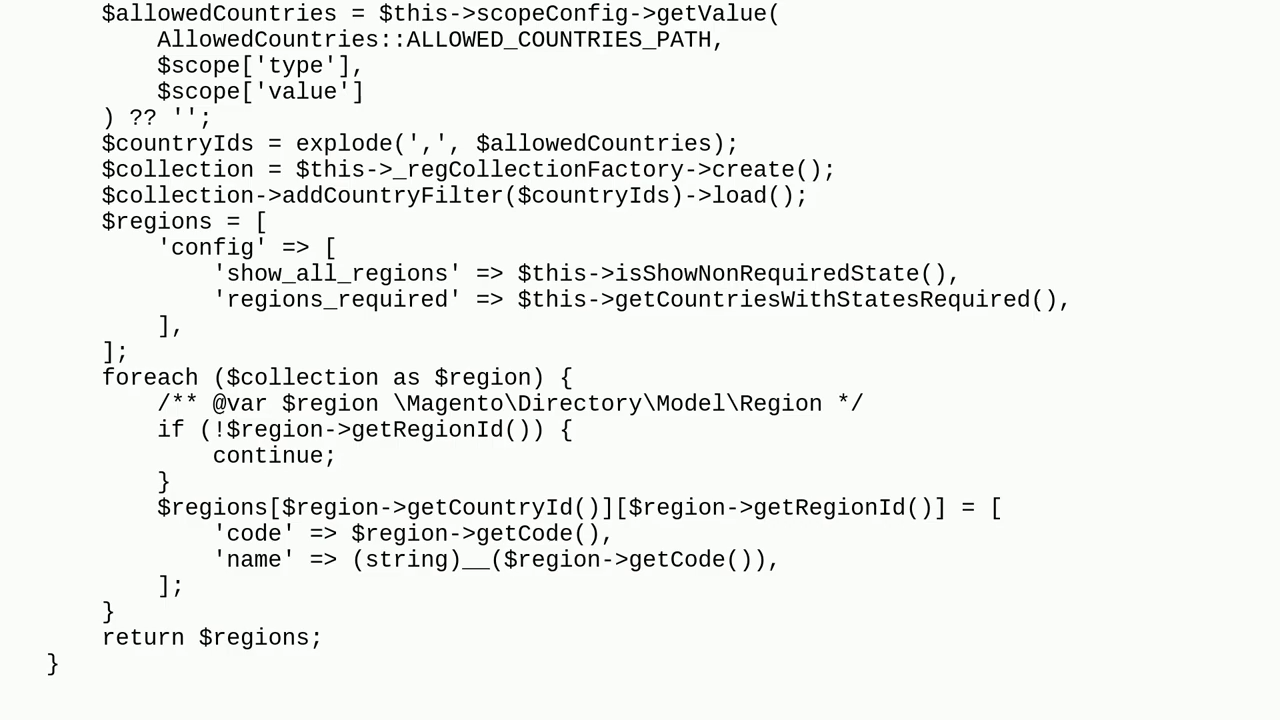 $allowedCountries = $this->scopeConfig->getValue(
AllowedCountries::ALLOWED_COUNTRIES_PATH,
$scope['type'],
$scope['value']
) ?? '';
$countryIds = explode(',', $allowedCountries);
$collection = $this->_regCollectionFactory->create();
$collection->addCountryFilter($countryIds)->load();
$regions = [
'config' => [
'show_all_regions' => $this->isShowNonRequiredState(),
'regions_required' => $this->getCountriesWithStatesRequired(),
],
];
foreach ($collection as $region) {
/** @var $region \Magento\Directory\Model\Region */
if (!$region->getRegionId()) {
continue;
}
$regions[$region->getCountryId()][$region->getRegionId()] = [
'code' => $region->getCode(),
'name' => (string)__($region->getCode()),
];
}
return $regions;
}